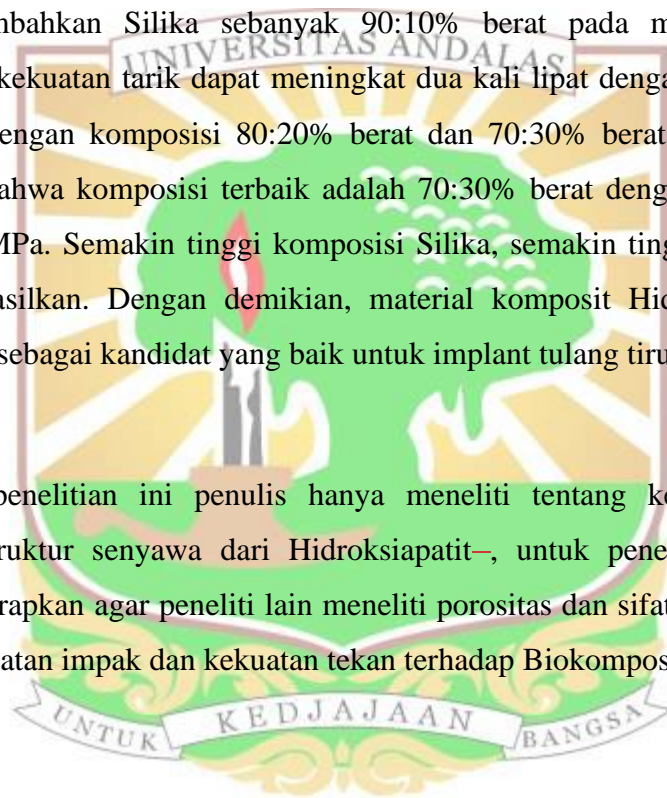 mbahkan Silika sebanyak 90:10% berat pada m
UNIVERSITAS ANDALAS
kekuatan tarik dapat meningkat dua kali lipat denga
engan komposisi 80:20% berat dan 70:30% berat
ahwa komposisi terbaik adalah 70:30% berat deng
MPa. Semakin tinggi komposisi Silika, semakin ting
asilkan. Dengan demikian, material komposit Hid
sebagai kandidat yang baik untuk implant tulang tiru
penelitian ini penulis hanya meneliti tentang ke
ruktur senyawa dari Hidroksiapatit–, untuk pene
rapkan agar peneliti lain meneliti porositas dan sifat
atan impak dan kekuatan tekan terhadap Biokompos
UNTUK KEDJAJAAN BANGSA